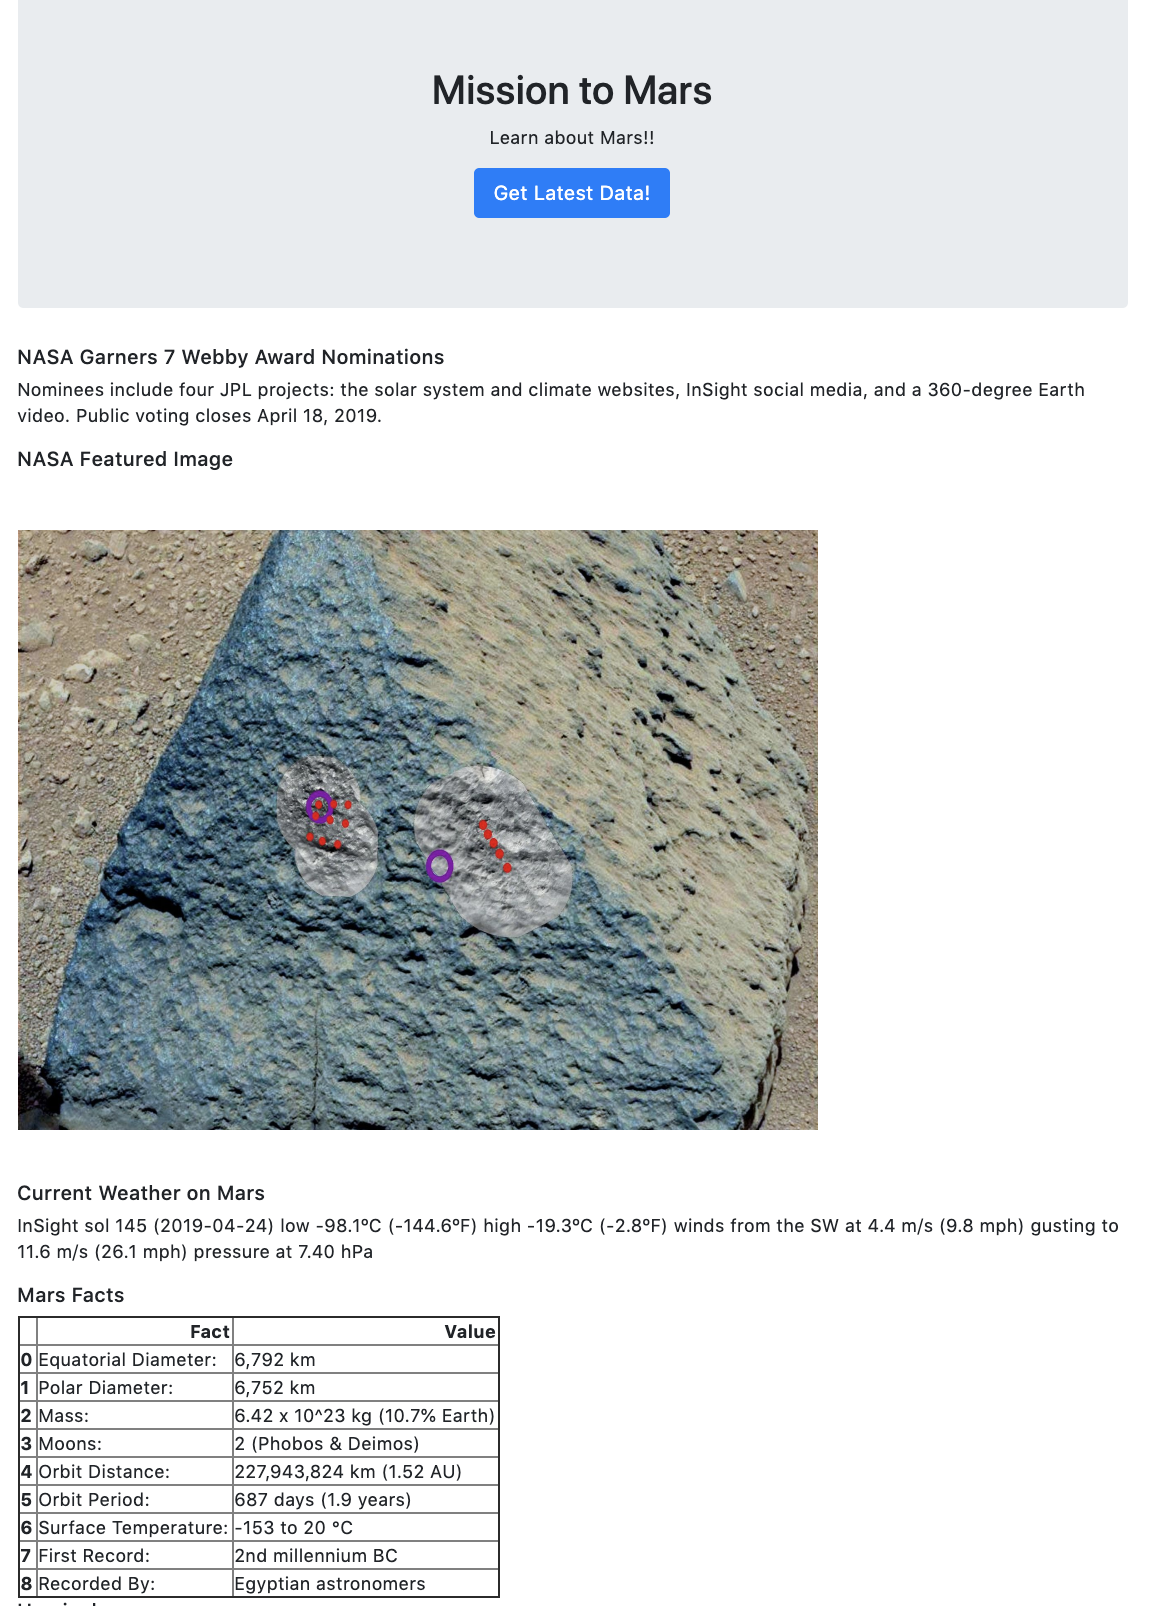 Mission to Mars
Learn about Mars!!
Get Latest Data!
NASA Garners 7 Webby Award Nominations
Nominees include four JPL projects: the solar system and climate websites, InSight social media, and a 360-degree Earth
video. Public voting closes April 18, 2019.
NASA Featured Image
Current Weather on Mars
InSight sol 145 (2019-04-24) low -98.1ºC (-144.6ºF) high -19.3ºC (-2.8ºF) winds from the SW at 4.4 m/s (9.8 mph) gusting to
11.6 m/s (26.1 mph) pressure at 7.40 hPa
Mars Facts
Fact Value
0 Equatorial Diameter: 6,792 km
1 Polar Diameter: 6,752 km
2 Mass: 6.42 x 10^23 kg (10.7% Earth)
3 Moons: 2 (Phobos & Deimos)
4 Orbit Distance: 227,943,824 km (1.52 AU)
5 Orbit Period: 687 days (1.9 years)
6 Surface Temperature: -153 to 20 °C
7 First Record: 2nd millennium BC
8 Recorded By: Egyptian astronomers